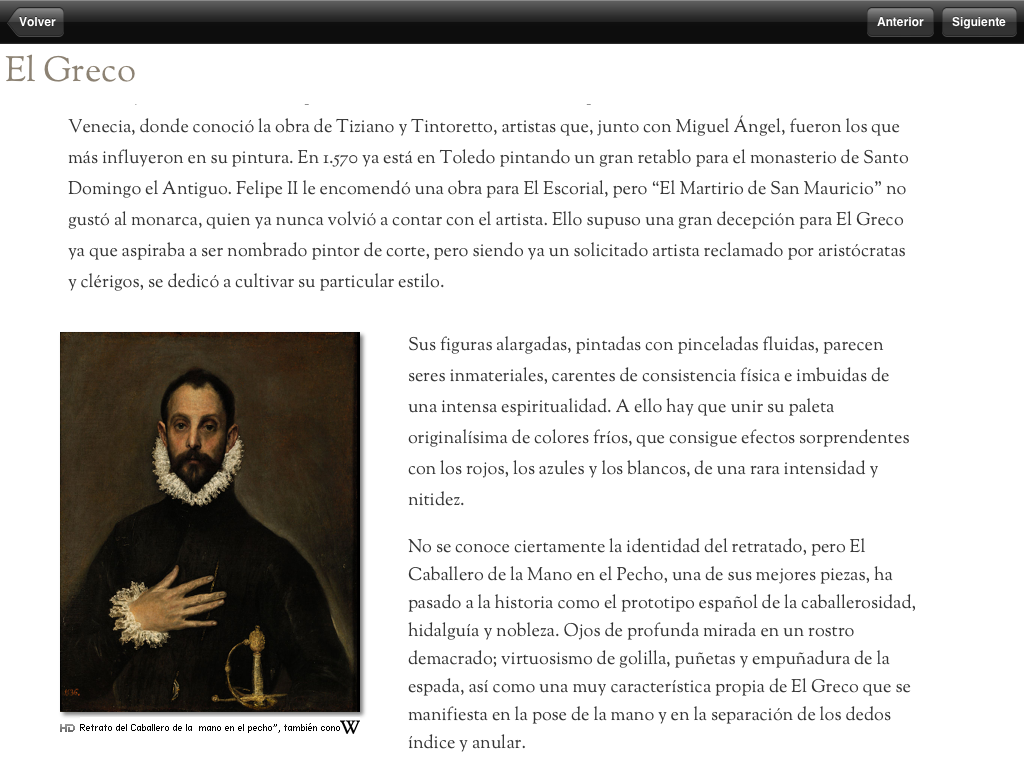 Volver
Anterior
Siguiente
El Greco
Venecia, donde conoció la obra de Tiziano y Tintoretto, artistas que, junto con Miguel Ángel, fueron los que
más influyeron en su pintura. En 1.570 ya está en Toledo pintando un gran retablo para el monasterio de Santo
Domingo el Antiguo. Felipe II le encomendó una obra para El Escorial, pero “El Martirio de San Mauricio” no
gustó al monarca, quien ya nunca volvió a contar con el artista. Ello supuso una gran decepción para El Greco
ya que aspiraba a ser nombrado pintor de corte, pero siendo ya un solicitado artista reclamado por aristócratas
y clérigos, se dedicó a cultivar su particular estilo.
Sus figuras alargadas, pintadas con pinceladas fluidas, parecen
seres inmateriales, carentes de consistencia física e imbuidas de
una intensa espiritualidad. A ello hay que unir su paleta
originalísima de colores fríos, que consigue efectos sorprendentes
con los rojos, los azules y los blancos, de una rara intensidad y
nitidez.
No se conoce ciertamente la identidad del retratado, pero El
Caballero de la Mano en el Pecho, una de sus mejores piezas, ha
pasado a la historia como el prototipo español de la caballerosidad,
hidalguía y nobleza. Ojos de profunda mirada en un rostro
demacrado; virtuosismo de golilla, puñetas y empuñadura de la
espada, así como una muy característica propia de El Greco que se
manifiesta en la pose de la mano y en la separación de los dedos
índice y anular.
HD Retrato del Caballero de la mano en el pecho", también cono W